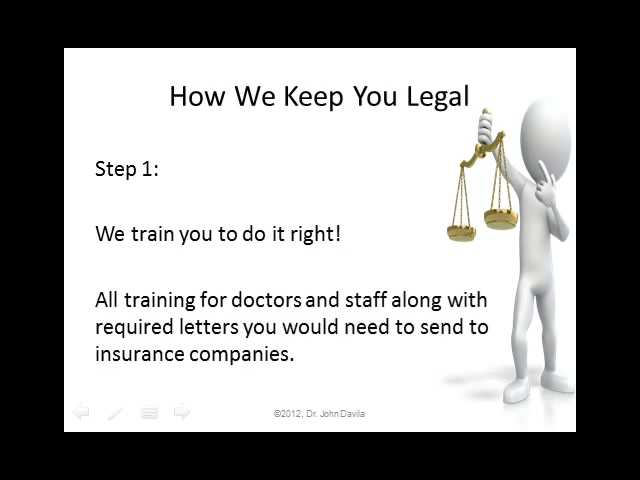 How We Keep You Legal
Step 1:
We train you to do it right!
All training for doctors and staff along with
required letters you would need to send to
insurance companies.
©2012, Dr. John Davila